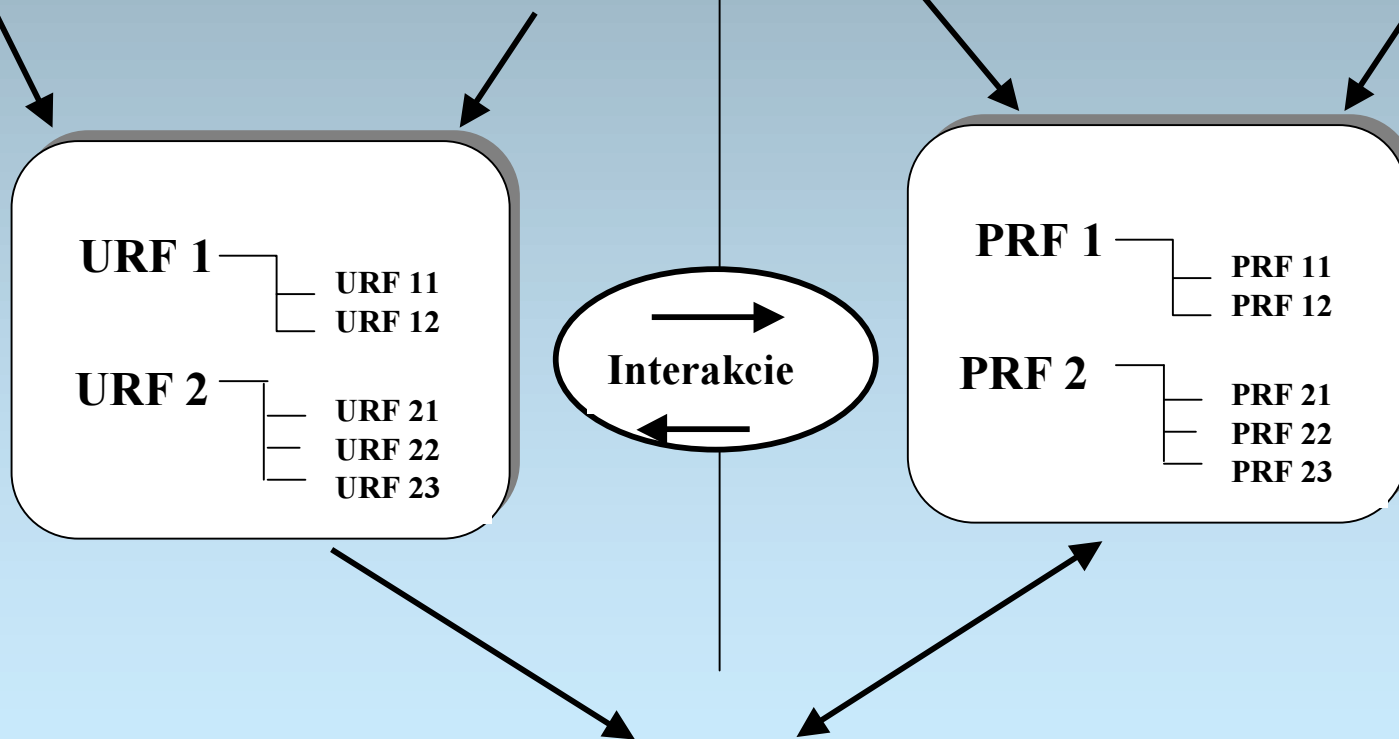 URF 1
URF 11
URF 12
URF 2
URF 21
URF 22
URF 23
Interakcie
PRF 1
PRF 11
PRF 12
PRF 2
PRF 21
PRF 22
PRF 23